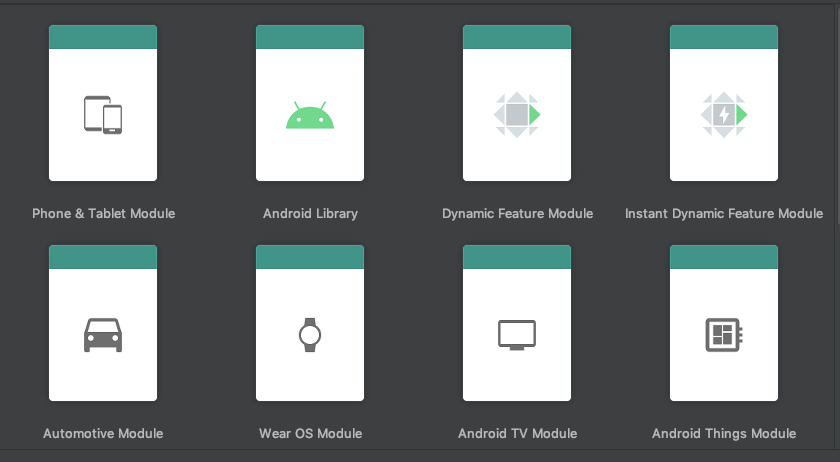 Phone & Tablet Module
Android Library
Dynamic Feature Module
Instant Dynamic Feature Module
Automotive Module
Wear OS Module
Android TV Module
Android Things Module